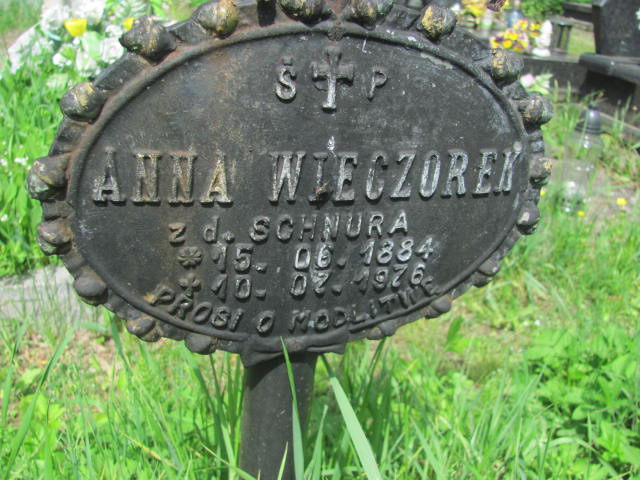 Ś P
ANNA WIECZOREK
z d. SCHNURA
* 15. 06. 1884
+ 10. 07. 1976
PROSI O MODLITWĘ